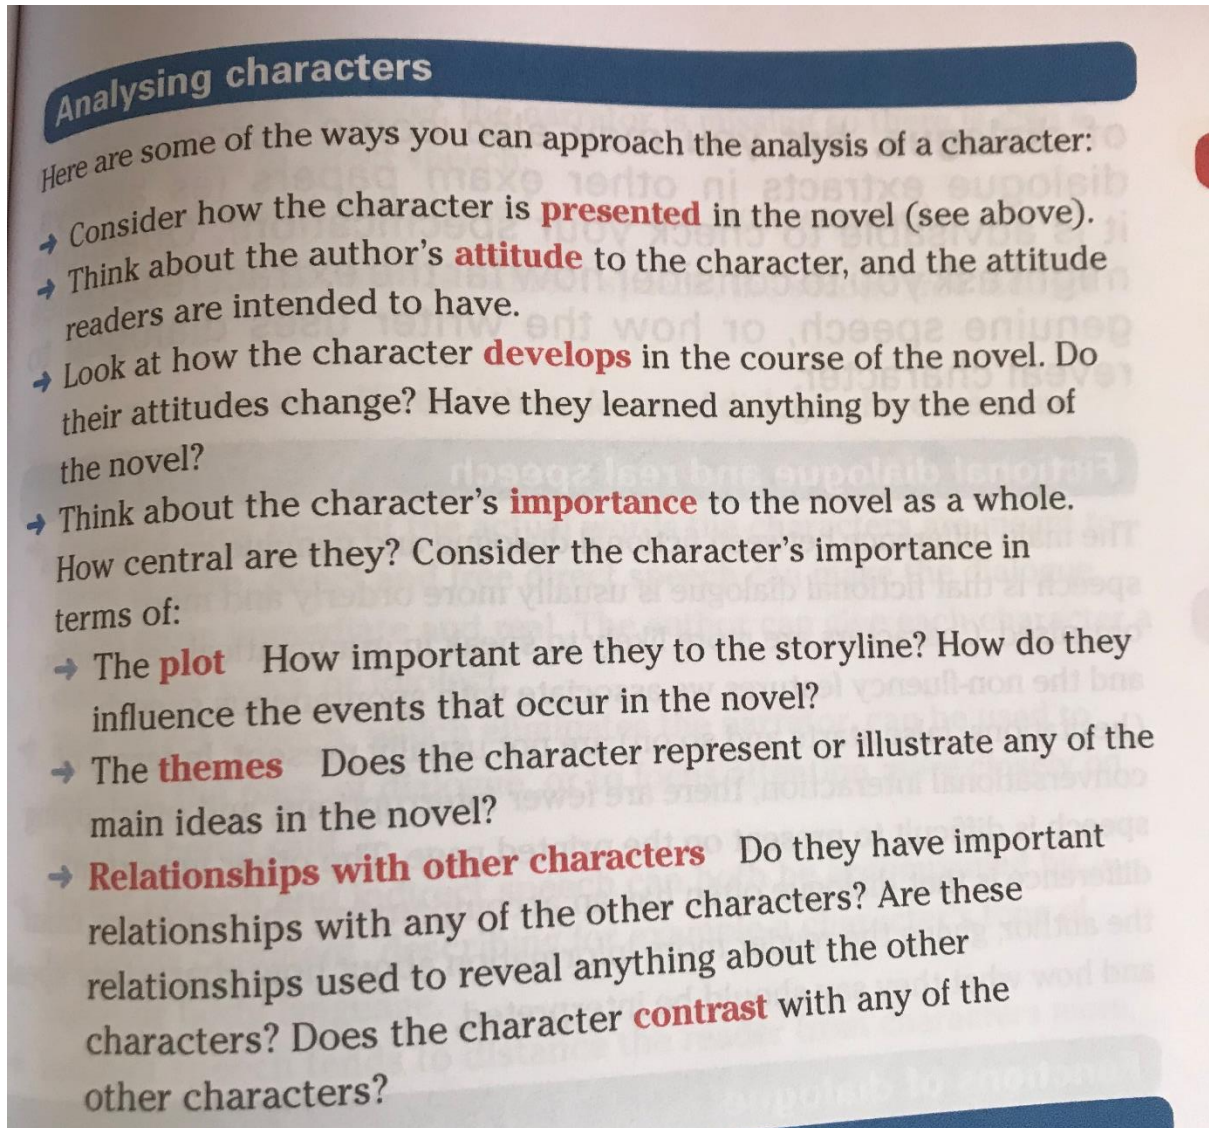 Analysing characters
Here are some of the ways you can approach the analysis of a character:
→ Consider how the character is presented in the novel (see above).
→ Think about the author's attitude to the character, and the attitude
readers are intended to have.
→ Look at how the character develops in the course of the novel. Do
their attitudes change? Have they learned anything by the end of
the novel?
→ Think about the character's importance to the novel as a whole.
How central are they? Consider the character's importance in
terms of:
→ The plot How important are they to the storyline? How do they
influence the events that occur in the novel?
→ The themes Does the character represent or illustrate any of the
main ideas in the novel?
→ Relationships with other characters Do they have important
relationships with any of the other characters? Are these
relationships used to reveal anything about the other
characters? Does the character contrast with any of the
other characters?